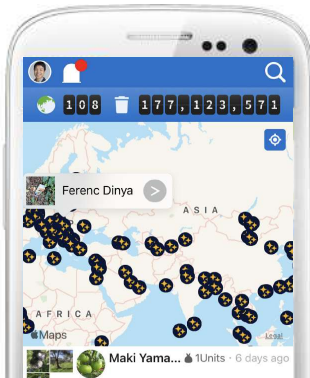 108 177,123,571
Ferenc Dinya
ASIA
AFRICA
Maps
Legal
Maki Yama... 1Units · 6 days ago